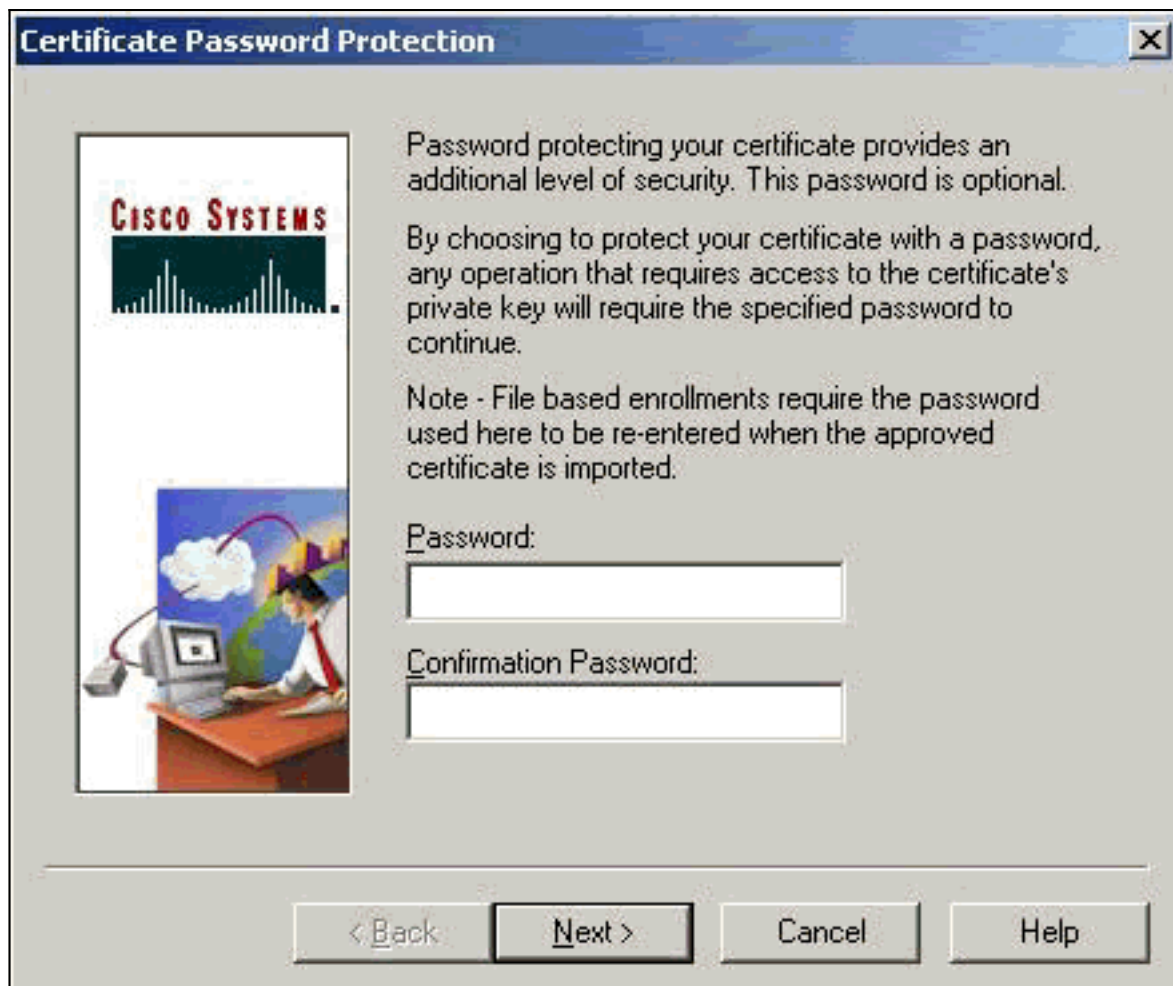 Certificate Password Protection
CISCO SYSTEMS
Password protecting your certificate provides an
additional level of security. This password is optional.
By choosing to protect your certificate with a password,
any operation that requires access to the certificate's
private key will require the specified password to
continue.
Note - File based enrollments require the password
used here to be re-entered when the approved
certificate is imported.
Password:
Confirmation Password:
< Back
Next >
Cancel
Help